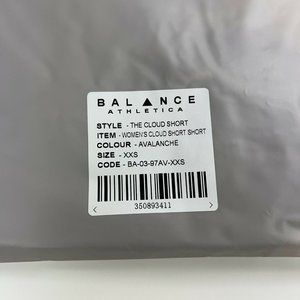 BALANCE
ATHLETICA
STYLE - THE CLOUD SHORT
ITEM - WOMEN'S CLOUD SHORT SHORT
COLOUR - AVALANCHE
SIZE - XXS
CODE - BA-03-97AV-XXS
350893411